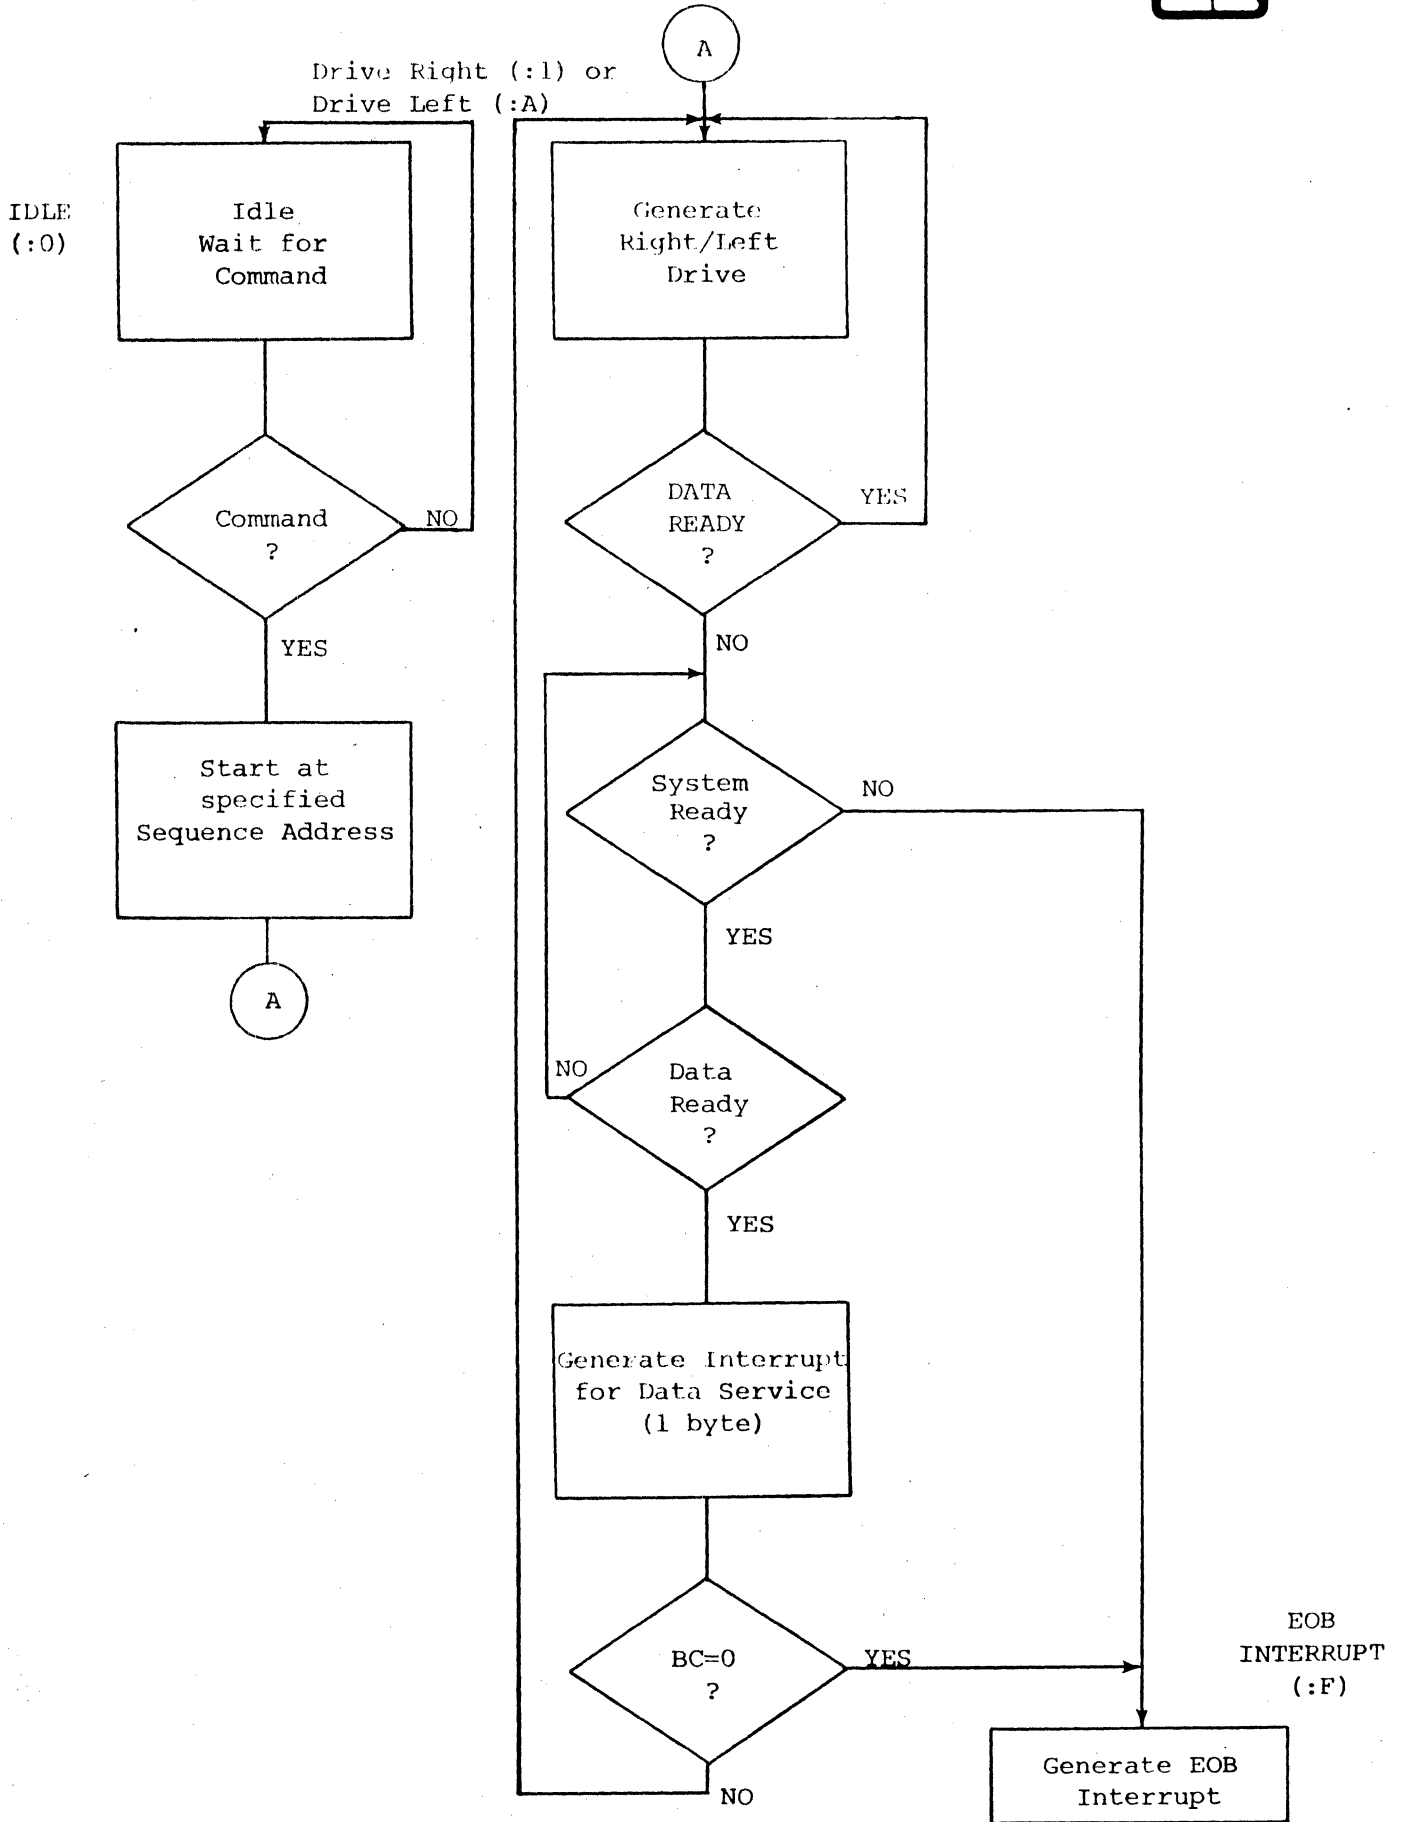 A
Drive Right (:1) or
Drive Left (:A)
IDLE
(:0)
Idle
Wait for
Command
Command
?
NO
YES
Start at
specified
Sequence Address
A
Generate
Right/Left
Drive
DATA
READY
?
YES
NO
System
Ready
?
NO
YES
Data
Ready
?
NO
YES
Generate Interrupt
for Data Service
(1 byte)
BC=0
?
YES
NO
EOB
INTERRUPT
(:F)
Generate EOB
Interrupt